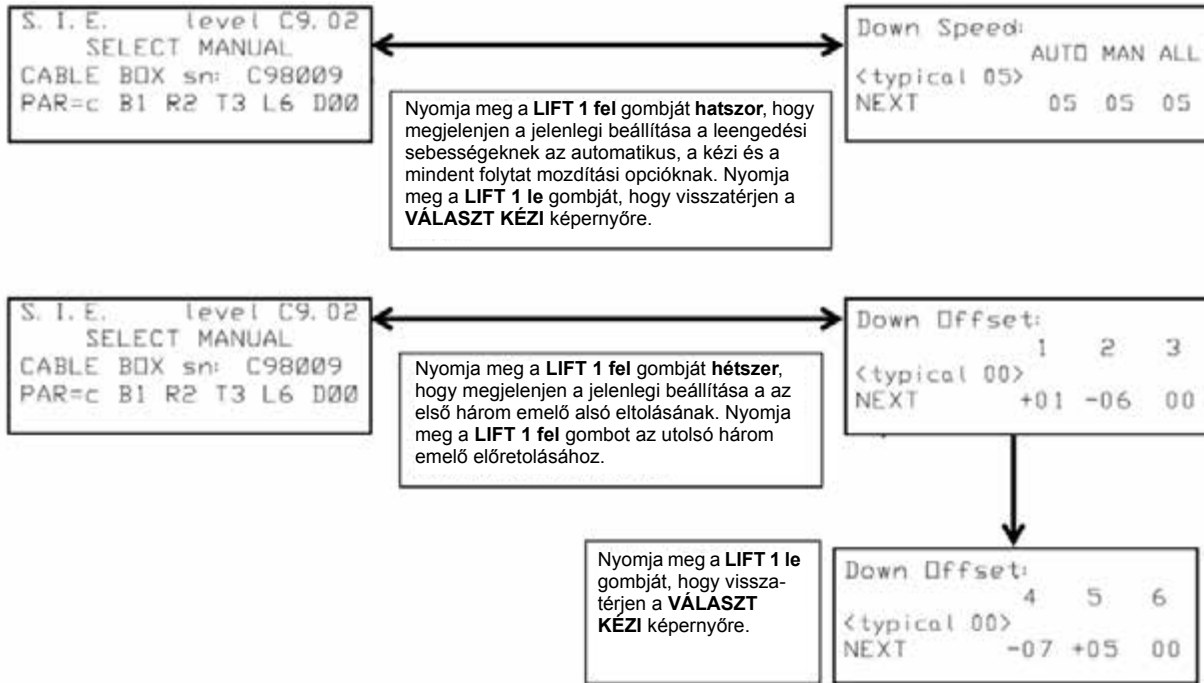 S. I. E. level C9.02
SELECT MANUAL
CABLE BOX sn: C98009
PAR=c B1 R2 T3 L6 D00
Down Speed:
AUTO MAN ALL
<typical 05>
NEXT 05 05 05
Nyomja meg a LIFT 1 fel gombját hatszor, hogy
megjelenjen a jelenlegi beállítása a leengedési
sebességeknek az automatikus, a kézi és a
mindent folytat mozdítási opcióknak. Nyomja
meg a LIFT 1 le gombját, hogy visszatérjen a
VÁLASZT KÉZI képernyőre.
S. I. E. level C9.02
SELECT MANUAL
CABLE BOX sn: C98009
PAR=c B1 R2 T3 L6 D00
Down Offset:
1 2 3
<typical 00>
NEXT +01 -06 00
Nyomja meg a LIFT 1 fel gombját hétszer,
hogy megjelenjen a jelenlegi beállítása a az
első három emelő alsó eltolásának. Nyomja
meg a LIFT 1 fel gombot az utolsó három
emelő előretolásához.
Nyomja meg a LIFT 1 le
gombját, hogy vissza-
térjen a VÁLASZT
KÉZI képernyőre.
Down Offset:
4 5 6
<typical 00>
NEXT -07 +05 00